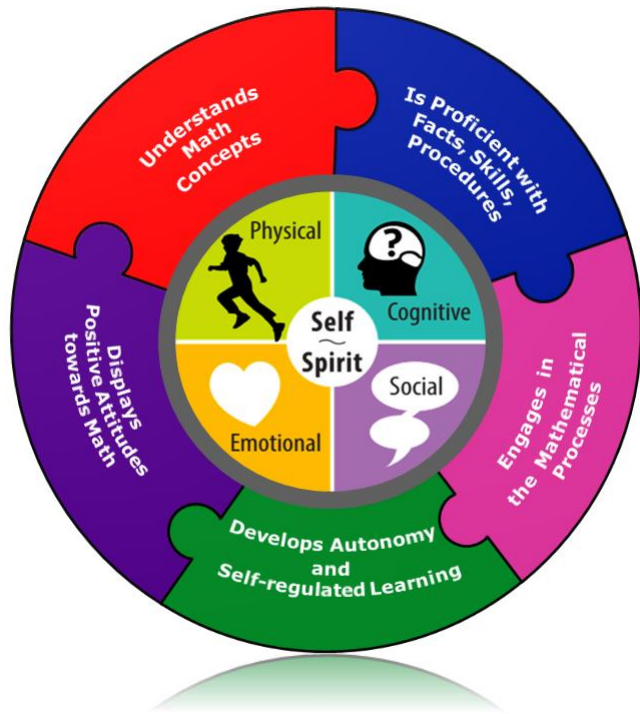 Understands
Math
Concepts
Is Proficient with
Facts, Skills,
Procedures
Physical
?
Cognitive
Self
~
Spirit
Social
Emotional
Displays
Positive Attitudes
towards Math
Engages in
the Mathematical
Processes
Develops Autonomy
and
Self-regulated Learning